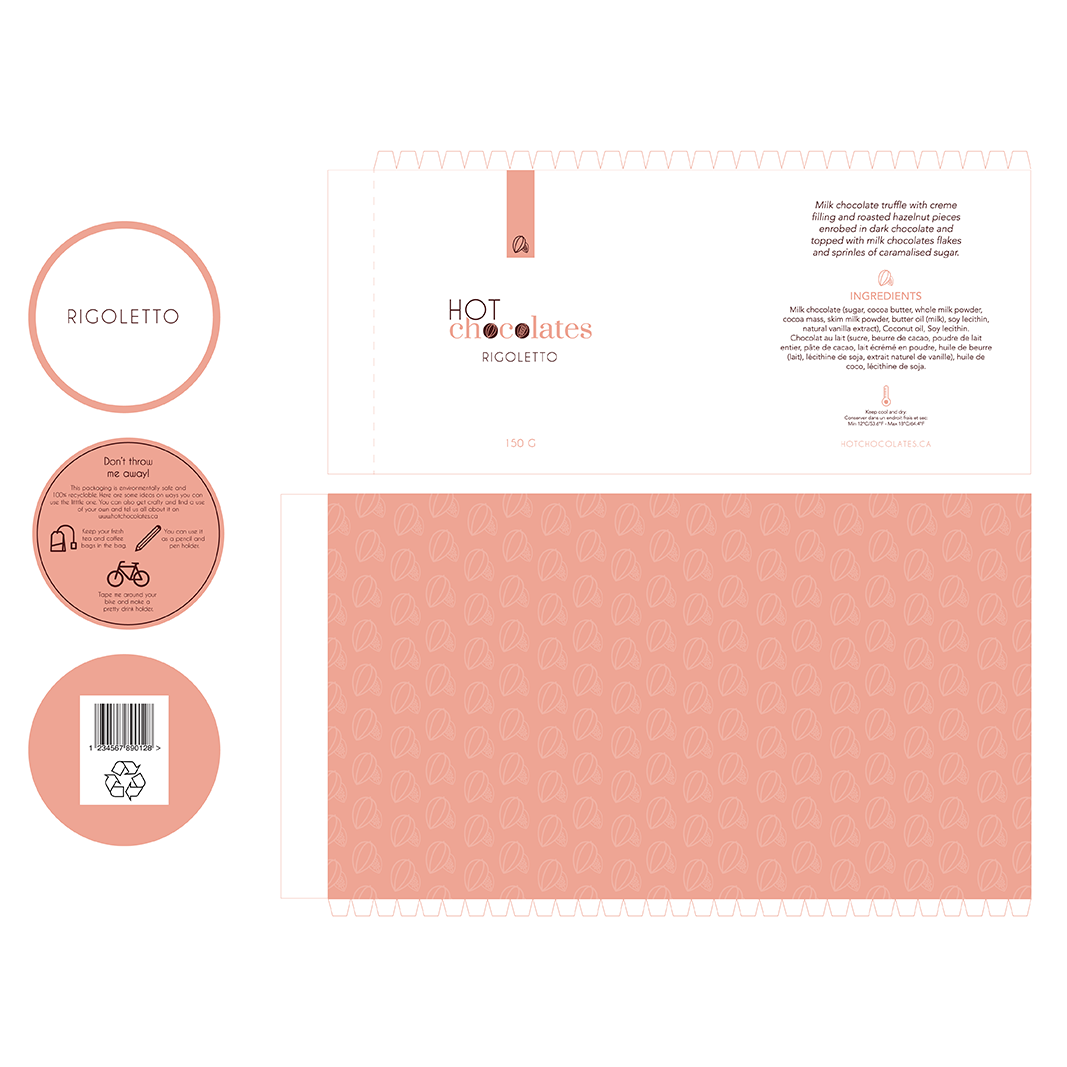 RIGOLETTO
Don't throw
me away!
This packaging is environmentally safe and
100% recyclable. Here are some ideas on ways you can
use the little one. You can also get crafty and find a use
of your own and tell us all about it on
www.hotchocolates.ca
Keep your fresh
tea and coffee
bags in the bag.
You can use it
as a pencil and
pen holder.
Tape me around your
bike and make a
pretty drink holder.
1 234567 890128 >
HOT
chocolates
RIGOLETTO
150 G
Milk chocolate truffle with creme
filling and roasted hazelnut pieces
enrobed in dark chocolate and
topped with milk chocolates flakes
and sprinles of caramalised sugar.
INGREDIENTS
Milk chocolate (sugar, cocoa butter, whole milk powder,
cocoa mass, skim milk powder, butter oil (milk), soy lecithin,
natural vanilla extract), Coconut oil, Soy lecithin.
Chocolat au lait (sucre, beurre de cacao, poudre de lait
entier, pâte de cacao, lait écrémé en poudre, huile de beurre
(lait), lécithine de soja, extrait naturel de vanille), huile de
coco, lécithine de soja.
Keep cool and dry
Conserver dans un endroit frais et sec
Min 12°C/53.6°F - Max 18°C/64.4°F
HOTCHOCOLATES.CA